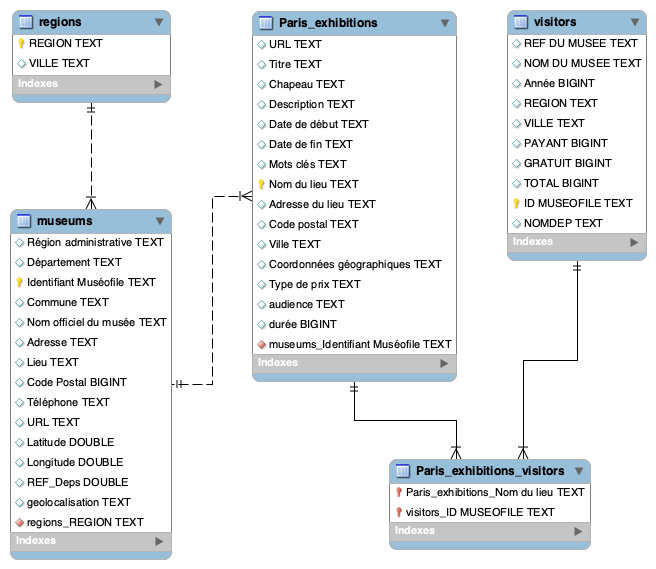 regions
REGION TEXT
VILLE TEXT
Indexes
museums
Région administrative TEXT
Département TEXT
Identifiant Muséofile TEXT
Commune TEXT
Nom officiel du musée TEXT
Adresse TEXT
Lieu TEXT
Code Postal BIGINT
Téléphone TEXT
URL TEXT
Latitude DOUBLE
Longitude DOUBLE
REF_Deps DOUBLE
geolocalisation TEXT
regions_REGION TEXT
Indexes
Paris_exhibitions
URL TEXT
Titre TEXT
Chapeau TEXT
Description TEXT
Date de début TEXT
Date de fin TEXT
Mots clés TEXT
Nom du lieu TEXT
Adresse du lieu TEXT
Code postal TEXT
Ville TEXT
Coordonnées géographiques TEXT
Type de prix TEXT
audience TEXT
durée BIGINT
museums_Identifiant Muséofile TEXT
Indexes
visitors
REF DU MUSEE TEXT
NOM DU MUSEE TEXT
Année BIGINT
REGION TEXT
VILLE TEXT
PAYANT BIGINT
GRATUIT BIGINT
TOTAL BIGINT
ID MUSEOFILE TEXT
NOMDEP TEXT
Indexes
Paris_exhibitions_visitors
Paris_exhibitions_Nom du lieu TEXT
visitors_ID MUSEOFILE TEXT
Indexes